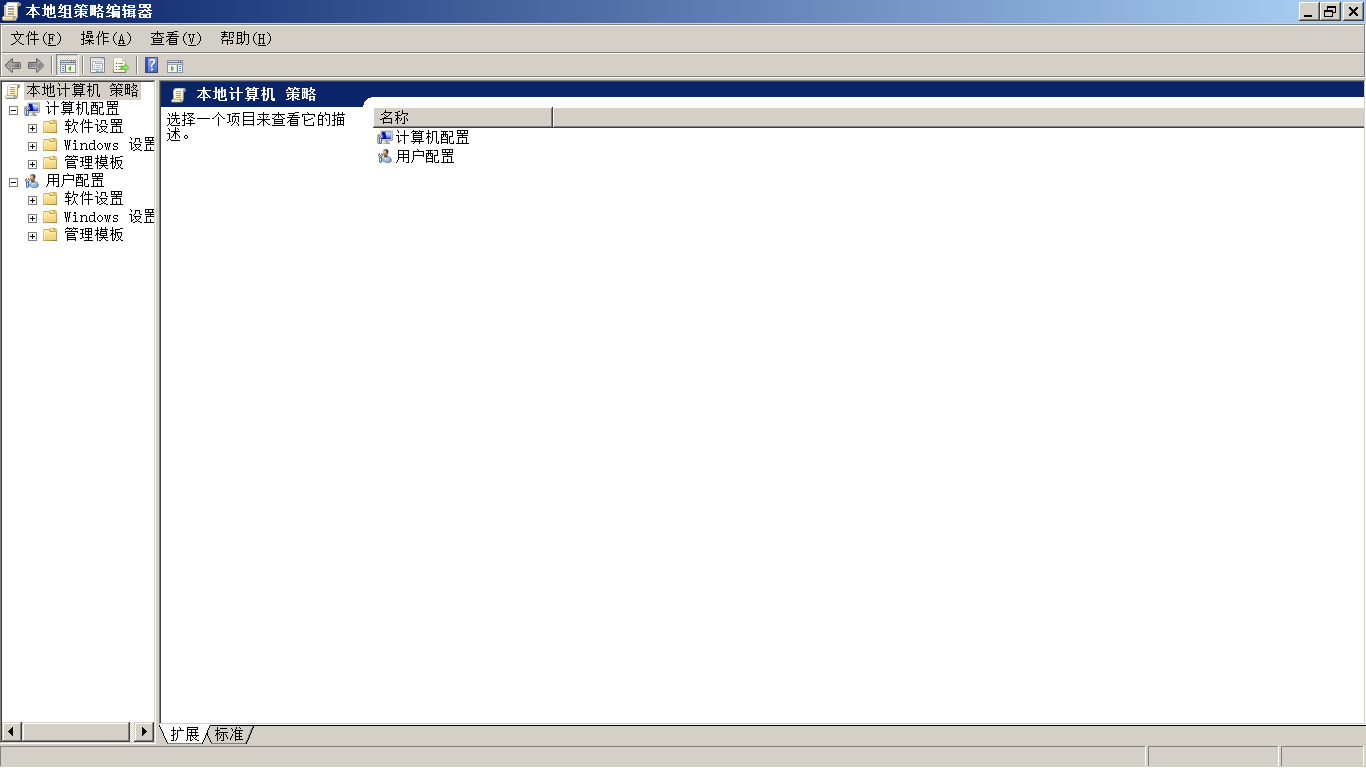 本地组策略编辑器
文件(F) 操作(A) 查看(V) 帮助(H)
本地计算机 策略
计算机配置
软件设置
Windows 设置
管理模板
用户配置
软件设置
Windows 设置
管理模板
本地计算机 策略
选择一个项目来查看它的描
述。
名称
计算机配置
用户配置
扩展 标准